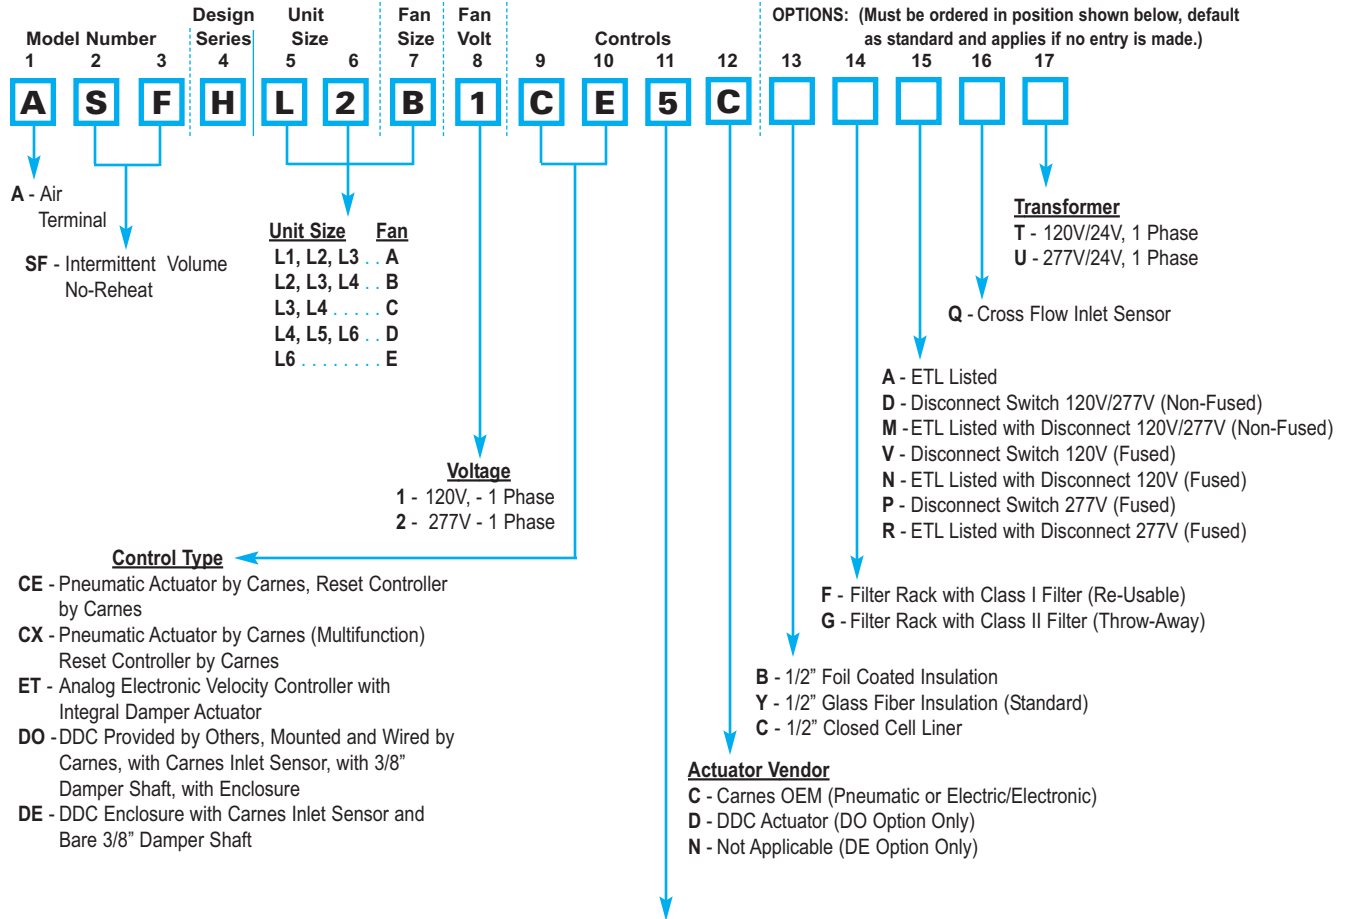 Design Unit Fan Fan OPTIONS: (Must be ordered in position shown below, default
Model Number Series Size Size Volt Controls as standard and applies if no entry is made.)
1 2 3 4 5 6 7 8 9 10 11 12 13 14 15 16 17
A S F H L 2 B 1 C E 5 C
A - Air
Terminal
SF - Intermittent Volume
No-Reheat
Unit Size Fan
L1, L2, L3 . . A
L2, L3, L4 . . B
L3, L4 . . . . . C
L4, L5, L6 . . D
L6 . . . . . . . . E
Voltage
1 - 120V, - 1 Phase
2 - 277V - 1 Phase
Control Type
CE - Pneumatic Actuator by Carnes, Reset Controller
by Carnes
CX - Pneumatic Actuator by Carnes (Multifunction)
Reset Controller by Carnes
ET - Analog Electronic Velocity Controller with
Integral Damper Actuator
DO - DDC Provided by Others, Mounted and Wired by
Carnes, with Carnes Inlet Sensor, with 3/8”
Damper Shaft, with Enclosure
DE - DDC Enclosure with Carnes Inlet Sensor and
Bare 3/8” Damper Shaft
Transformer
T - 120V/24V, 1 Phase
U - 277V/24V, 1 Phase
Q - Cross Flow Inlet Sensor
A - ETL Listed
D - Disconnect Switch 120V/277V (Non-Fused)
M - ETL Listed with Disconnect 120V/277V (Non-Fused)
V - Disconnect Switch 120V (Fused)
N - ETL Listed with Disconnect 120V (Fused)
P - Disconnect Switch 277V (Fused)
R - ETL Listed with Disconnect 277V (Fused)
F - Filter Rack with Class I Filter (Re-Usable)
G - Filter Rack with Class II Filter (Throw-Away)
B - 1/2” Foil Coated Insulation
Y - 1/2” Glass Fiber Insulation (Standard)
C - 1/2” Closed Cell Liner
Actuator Vendor
C - Carnes OEM (Pneumatic or Electric/Electronic)
D - DDC Actuator (DO Option Only)
N - Not Applicable (DE Option Only)